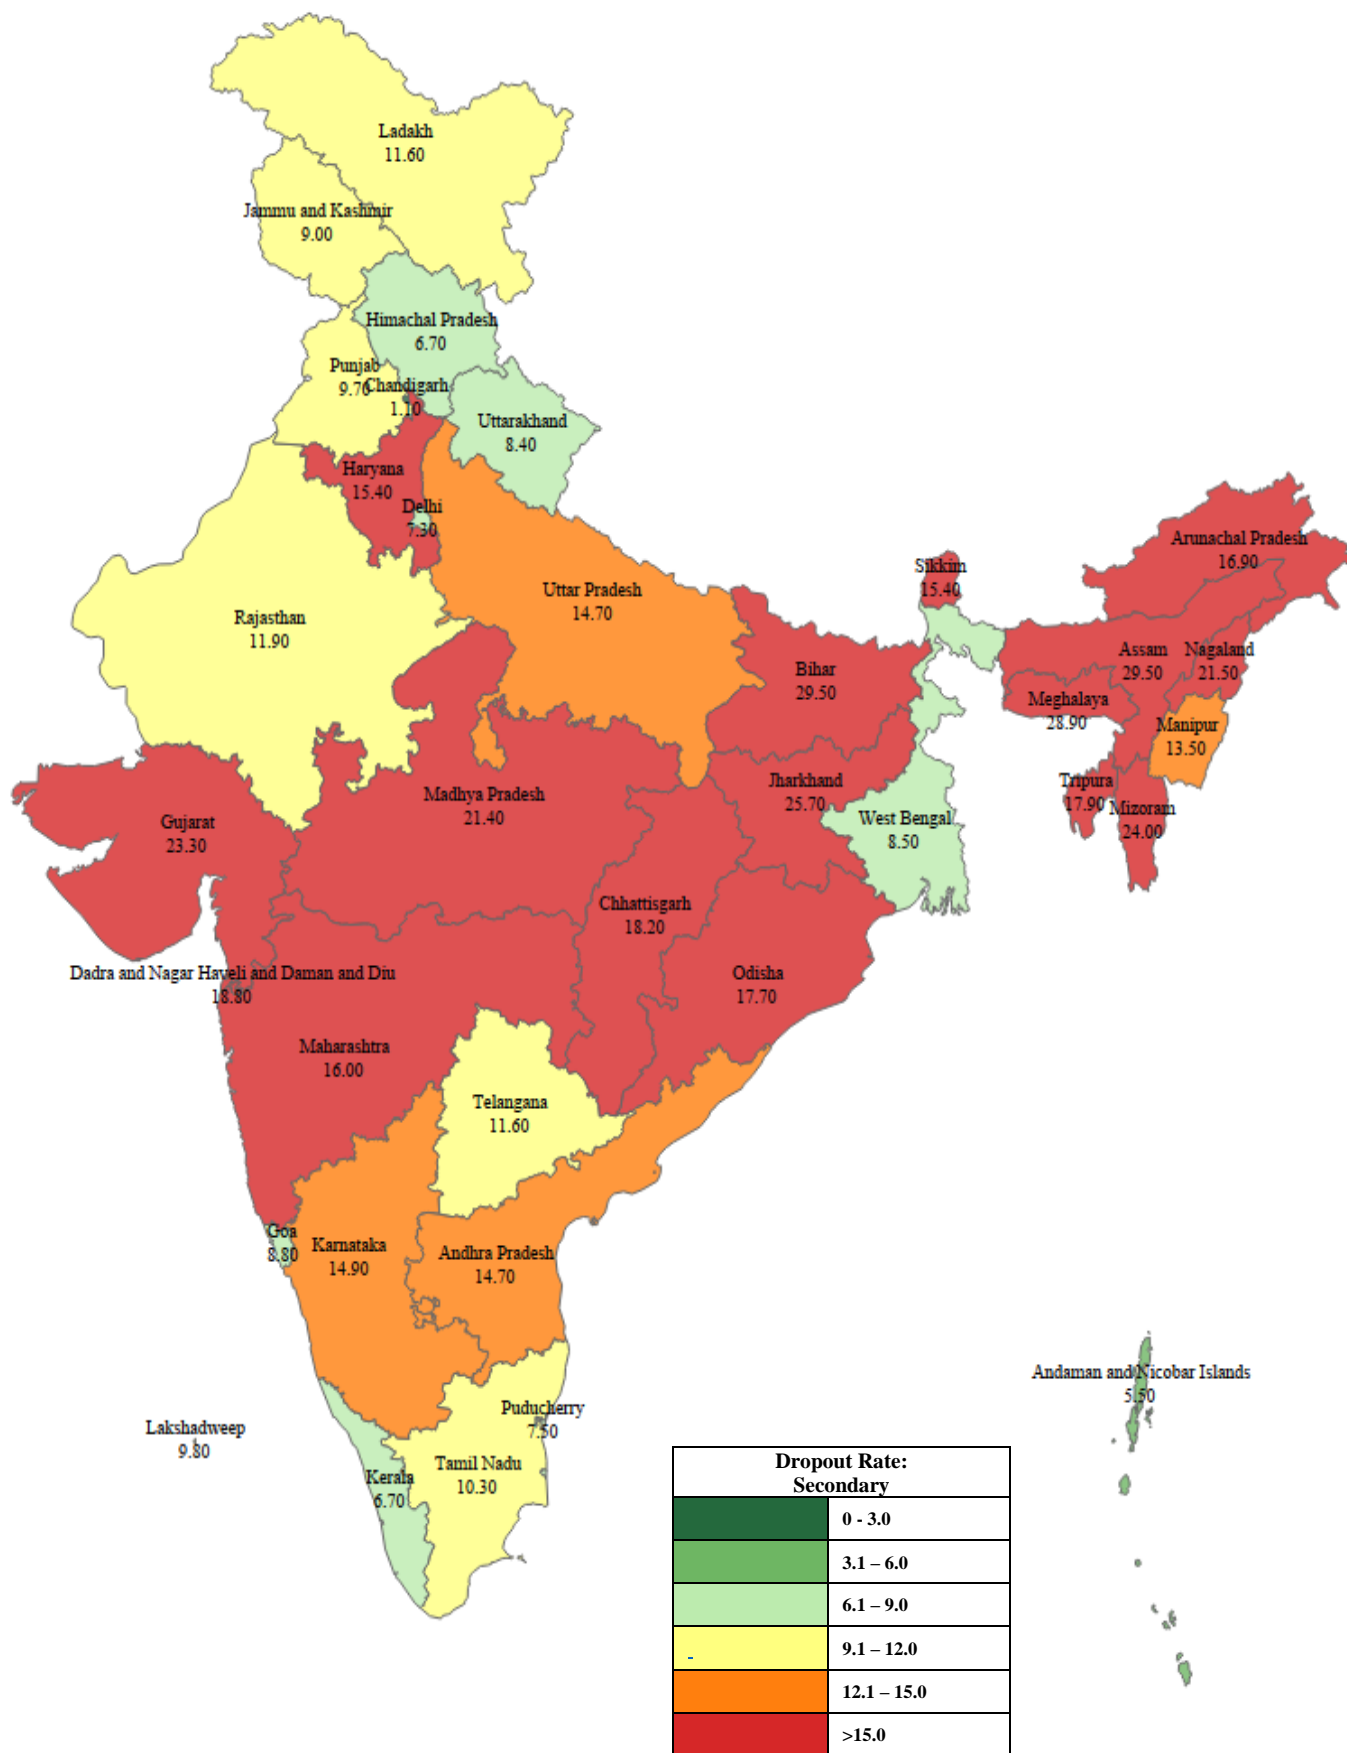 Ladakh
11.60
Jammu and Kashmir
9.00
Himachal Pradesh
6.70
Punjab
9.70
Chandigarh
1.10
Uttarakhand
8.40
Haryana
15.40
Delhi
7.30
Arunachal Pradesh
16.90
Sikkim
15.40
Uttar Pradesh
14.70
Rajasthan
11.90
Assam
29.50
Nagaland
21.50
Bihar
29.50
Meghalaya
28.90
Manipur
13.50
Jharkhand
25.70
Tripura
17.90
Mizoram
24.00
Madhya Pradesh
21.40
Gujarat
23.30
West Bengal
8.50
Chhattisgarh
18.20
Odisha
17.70
Dadra and Nagar Haveli and Daman and Diu
18.80
Maharashtra
16.00
Telangana
11.60
Goa
8.80
Karnataka
14.90
Andhra Pradesh
14.70
Andaman and Nicobar Islands
5.50
Puducherry
7.50
Lakshadweep
9.80
Kerala
6.70
Tamil Nadu
10.30
Dropout Rate:
Secondary
0 - 3.0
3.1 – 6.0
6.1 – 9.0
9.1 – 12.0
12.1 – 15.0
>15.0